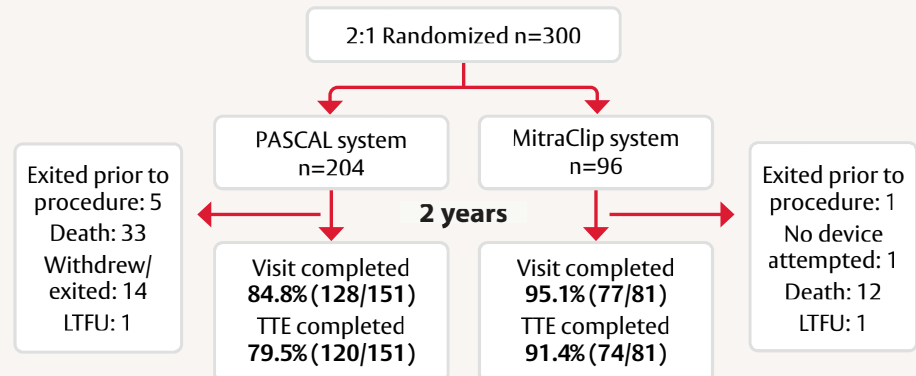 2:1 Randomized n=300
PASCAL system
n=204
MitraClip system
n=96
Exited prior to
procedure: 5
Death: 33
Withdrew/
exited: 14
LTFU: 1
2 years
Exited prior to
procedure: 1
No device
attempted: 1
Death: 12
LTFU: 1
Visit completed
84.8% (128/151)
TTE completed
79.5% (120/151)
Visit completed
95.1% (77/81)
TTE completed
91.4% (74/81)